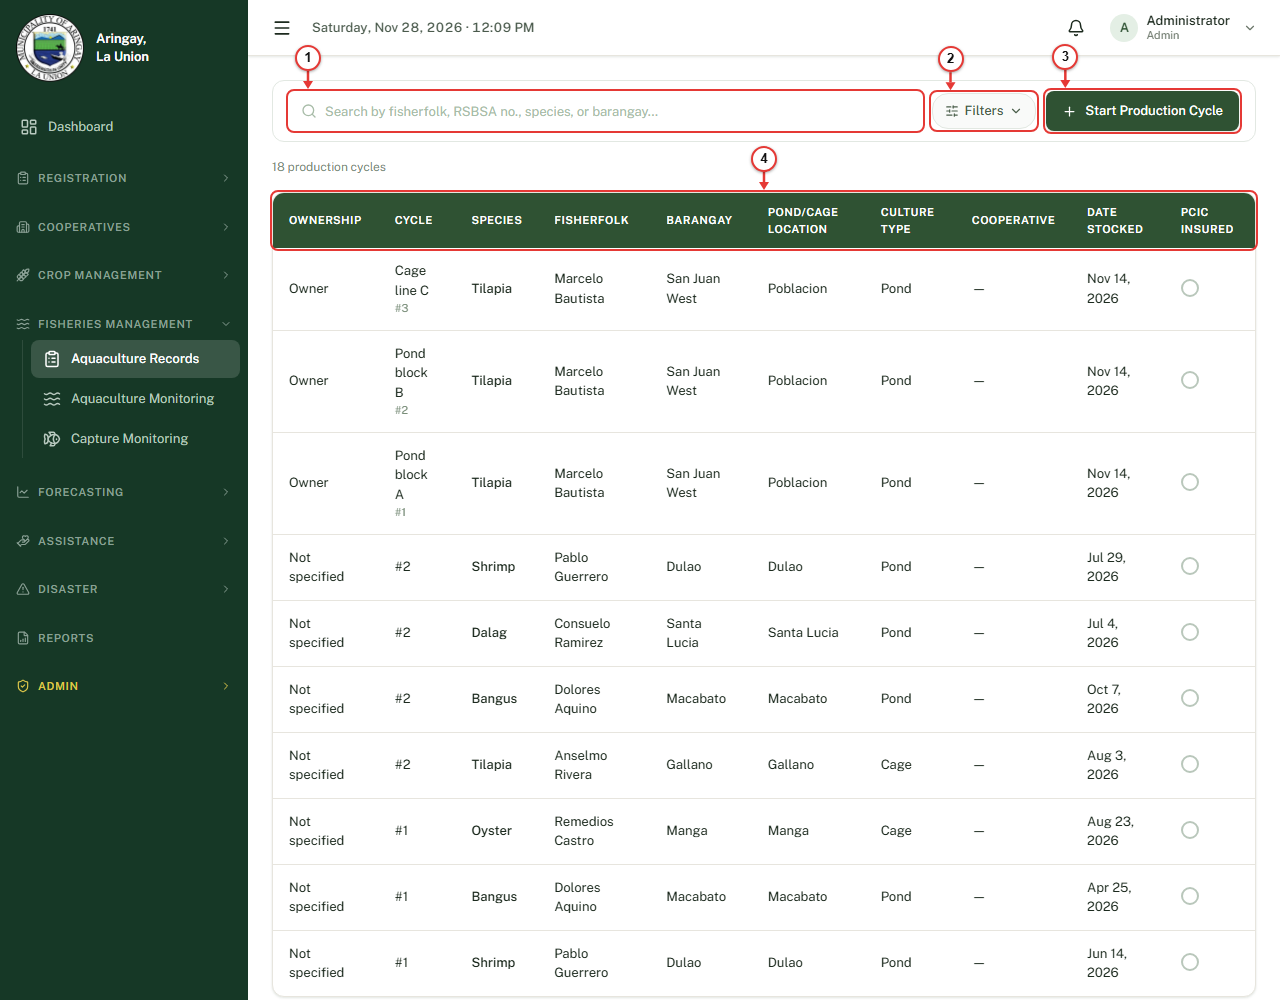 MUNICIPALITY OF ARINGAY
1741
LA UNION
Aringay,
La Union
Saturday, Nov 28, 2026 · 12:09 PM
A
Administrator
Admin
Dashboard
REGISTRATION
COOPERATIVES
CROP MANAGEMENT
FISHERIES MANAGEMENT
Aquaculture Records
Aquaculture Monitoring
Capture Monitoring
FORECASTING
ASSISTANCE
DISASTER
REPORTS
ADMIN
1
2
3
Search by fisherfolk, RSBSA no., species, or barangay...
Filters
Start Production Cycle
18 production cycles
4
OWNERSHIP CYCLE SPECIES FISHERFOLK BARANGAY POND/CAGE LOCATION CULTURE TYPE COOPERATIVE DATE STOCKED PCIC INSURED
Owner Cage line C #3 Tilapia Marcelo Bautista San Juan West Poblacion Pond — Nov 14, 2026
Owner Pond block B #2 Tilapia Marcelo Bautista San Juan West Poblacion Pond — Nov 14, 2026
Owner Pond block A #1 Tilapia Marcelo Bautista San Juan West Poblacion Pond — Nov 14, 2026
Not specified #2 Shrimp Pablo Guerrero Dulao Dulao Pond — Jul 29, 2026
Not specified #2 Dalag Consuelo Ramirez Santa Lucia Santa Lucia Pond — Jul 4, 2026
Not specified #2 Bangus Dolores Aquino Macabato Macabato Pond — Oct 7, 2026
Not specified #2 Tilapia Anselmo Rivera Gallano Gallano Cage — Aug 3, 2026
Not specified #1 Oyster Remedios Castro Manga Manga Cage — Aug 23, 2026
Not specified #1 Bangus Dolores Aquino Macabato Macabato Pond — Apr 25, 2026
Not specified #1 Shrimp Pablo Guerrero Dulao Dulao Pond — Jun 14, 2026